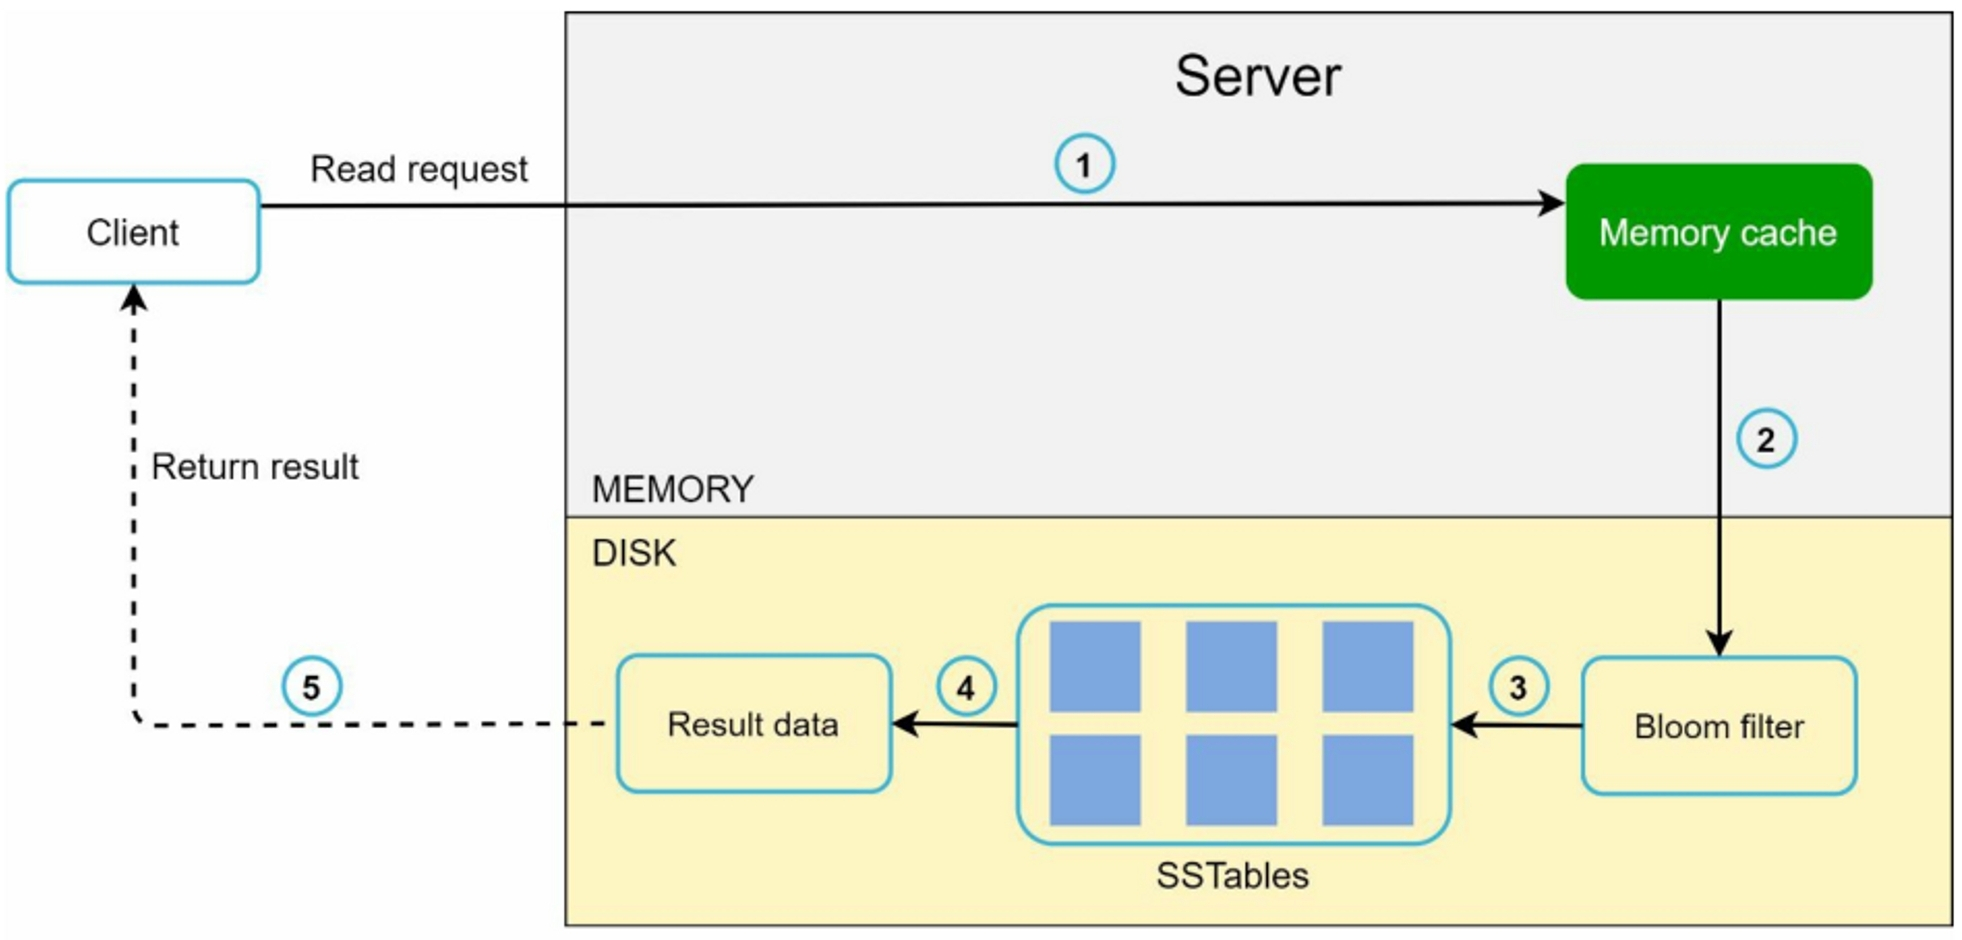 Server
Read request
1
Client
Memory cache
2
Return result
MEMORY
DISK
5
Result data
4
3
Bloom filter
SSTables